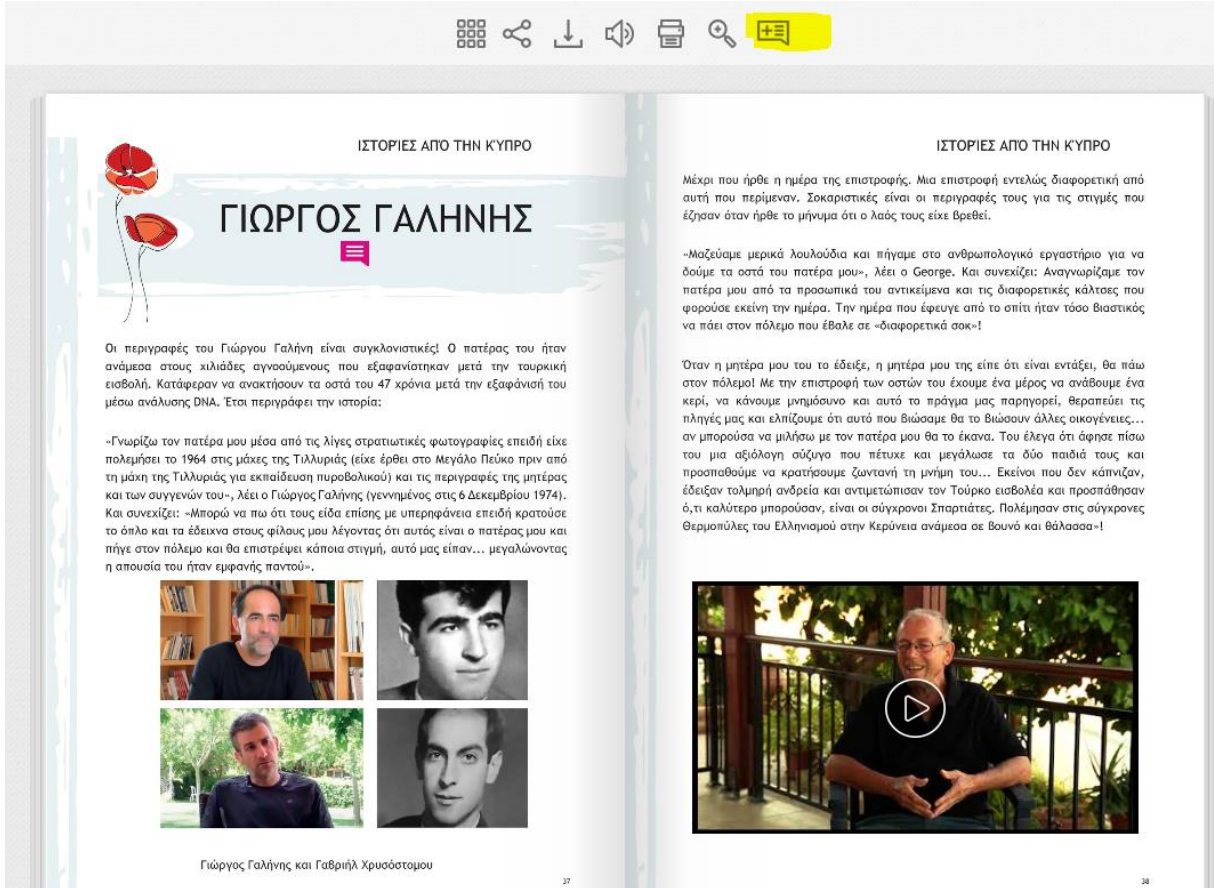 ΙΣΤΟΡΊΕΣ ΑΠΌ ΤΗΝ ΚΎΠΡΟ
ΓΙΩΡΓΟΣ ΓΑΛΗΝΗΣ
Οι περιγραφές του Γιώργου Γαλήνη είναι συγκλονιστικές! Ο πατέρας του ήταν
ανάμεσα στους χιλιάδες αγνοούμενους που εξαφανίστηκαν μετά την τουρκική
εισβολή. Κατάφεραν να ανακτήσουν τα οστά του 47 χρόνια μετά την εξαφάνισή του
μέσω ανάλυσης DNA. Έτσι περιγράφει την ιστορία:
«Γνωρίζω τον πατέρα μου μέσα από τις λίγες στρατιωτικές φωτογραφίες επειδή είχε
πολεμήσει το 1964 στις μάχες της Τιλλυριάς (είχε έρθει στο Μεγάλο Πεύκο πριν από
τη μάχη της Τιλλυριάς για εκπαίδευση πυροβολικού) και τις περιγραφές της μητέρας
και των συγγενών του», λέει ο Γιώργος Γαλήνης (γεννημένος στις 6 Δεκεμβρίου 1974).
Και συνεχίζει: «Μπορώ να πω ότι τους είδα επίσης με υπερηφάνεια επειδή κρατούσε
το όπλο και τα έδειχνα στους φίλους μου λέγοντας ότι αυτός είναι ο πατέρας μου και
πήγε στον πόλεμο και θα επιστρέψει κάποια στιγμή, αυτό μας είπαν... μεγαλώνοντας
η απουσία του ήταν εμφανής παντού».
Γιώργος Γαλήνης και Γαβριήλ Χρυσόστομου
37
ΙΣΤΟΡΊΕΣ ΑΠΌ ΤΗΝ ΚΎΠΡΟ
Μέχρι που ήρθε η ημέρα της επιστροφής. Μια επιστροφή εντελώς διαφορετική από
αυτή που περίμεναν. Σοκαριστικές είναι οι περιγραφές τους για τις στιγμές που
έζησαν όταν ήρθε το μήνυμα ότι ο λαός τους είχε βρεθεί.
«Μαζεύαμε μερικά λουλούδια και πήγαμε στο ανθρωπολογικό εργαστήριο για να
δούμε τα οστά του πατέρα μου», λέει ο George. Και συνεχίζει: Αναγνωρίζαμε τον
πατέρα μου από τα προσωπικά του αντικείμενα και τις διαφορετικές κάλτσες που
φορούσε εκείνη την ημέρα. Την ημέρα που έφευγε από το σπίτι ήταν τόσο βιαστικός
να πάει στον πόλεμο που έβαλε σε «διαφορετικά σοκ»!
Όταν η μητέρα μου του το έδειξε, η μητέρα μου της είπε ότι είναι εντάξει, θα πάω
στον πόλεμο! Με την επιστροφή των οστών του έχουμε ένα μέρος να ανάβουμε ένα
κερί, να κάνουμε μνημόσυνο και αυτό το πράγμα μας παρηγορεί, θεραπεύει τις
πληγές μας και ελπίζουμε ότι αυτό που βιώσαμε θα το βιώσουν άλλες οικογένειες...
αν μπορούσα να μιλήσω με τον πατέρα μου θα το έκανα. Του έλεγα ότι άφησε πίσω
του μια αξιόλογη σύζυγο που πέτυχε και μεγάλωσε τα δύο παιδιά τους και
προσπαθούμε να κρατήσουμε ζωντανή τη μνήμη του... Εκείνοι που δεν κάπνιζαν,
έδειξαν τολμηρή ανδρεία και αντιμετώπισαν τον Τούρκο εισβολέα και προσπάθησαν
ό,τι καλύτερο μπορούσαν, είναι οι σύγχρονοι Σπαρτιάτες. Πολέμησαν στις σύγχρονες
Θερμοπύλες του Ελληνισμού στην Κερύνεια ανάμεσα σε βουνό και θάλασσα»!
38